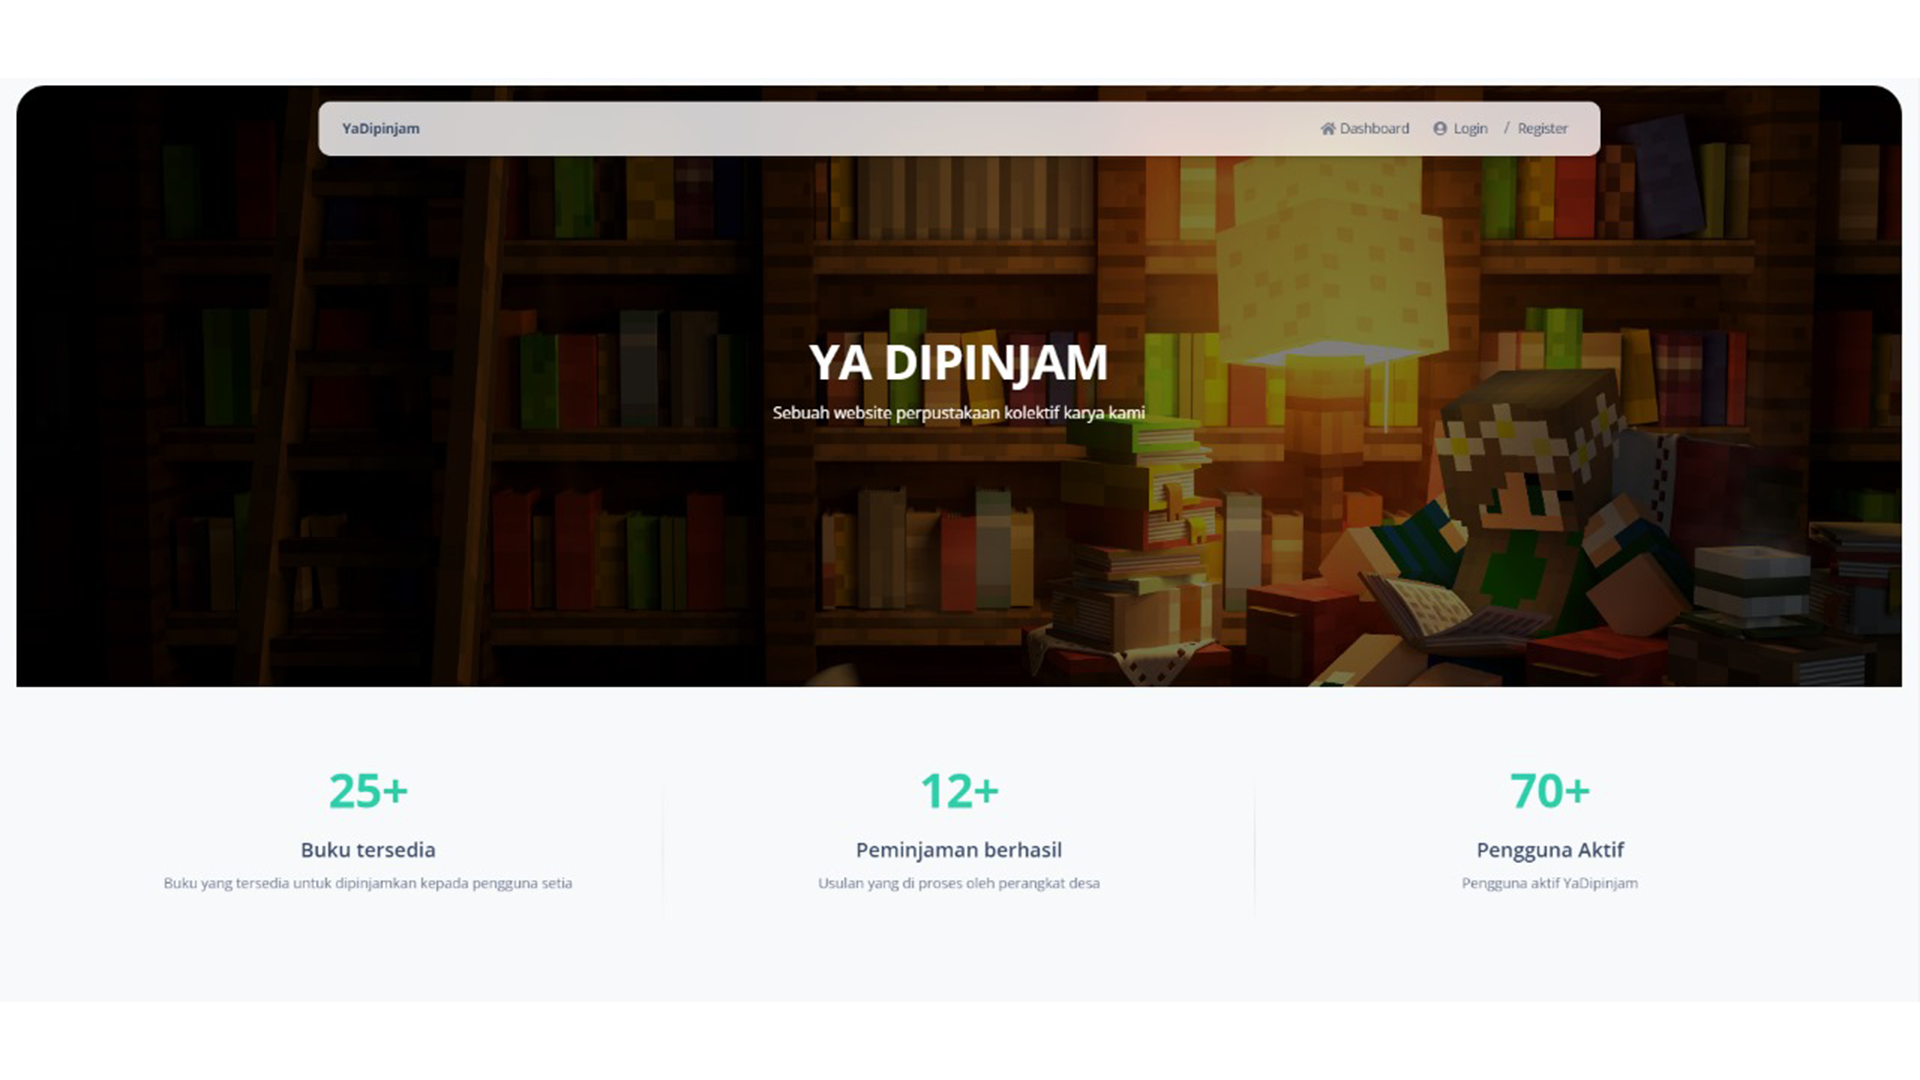 YaDipinjam Dashboard Login / Register
YA DIPINJAM
Sebuah website perpustakaan kolektif karya kami
25+
Buku tersedia
Buku yang tersedia untuk dipinjamkan kepada pengguna setia
12+
Peminjaman berhasil
Usulan yang di proses oleh perangkat desa
70+
Pengguna Aktif
Pengguna aktif YaDipinjam